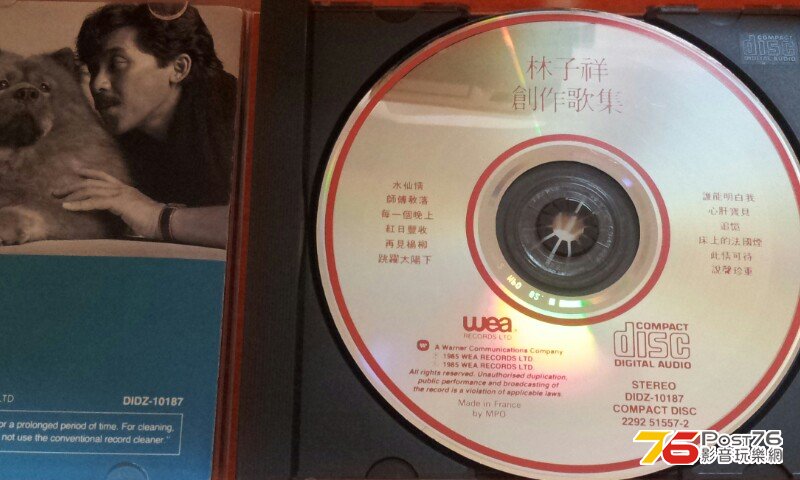 LTD
DIDZ-10187
or a prolonged period of time. For cleaning,
not use the conventional record cleaner."
COMPACT
disc
DIGITAL AUDIO
林子祥
創作歌集
水仙情
師傅教落
每一個晚上
紅日豐收
再見楊柳
跳躍太陽下
誰能明白我
心肝寶貝
追憶
床上的法國煙
此情可待
說聲珍重
wea
RECORDS LTD.
A Warner Communications Company
1985 WEA RECORDS LTD.
1985 WEA RECORDS LTD.
All rights reserved. Unauthorised duplication,
public performance and broadcasting of
the record is a violation of applicable laws.
Made in France
by MPO
COMPACT
disc
DIGITAL AUDIO
STEREO
DIDZ-10187
COMPACT DISC
2292 51557-2
76 Post76
影音玩樂網